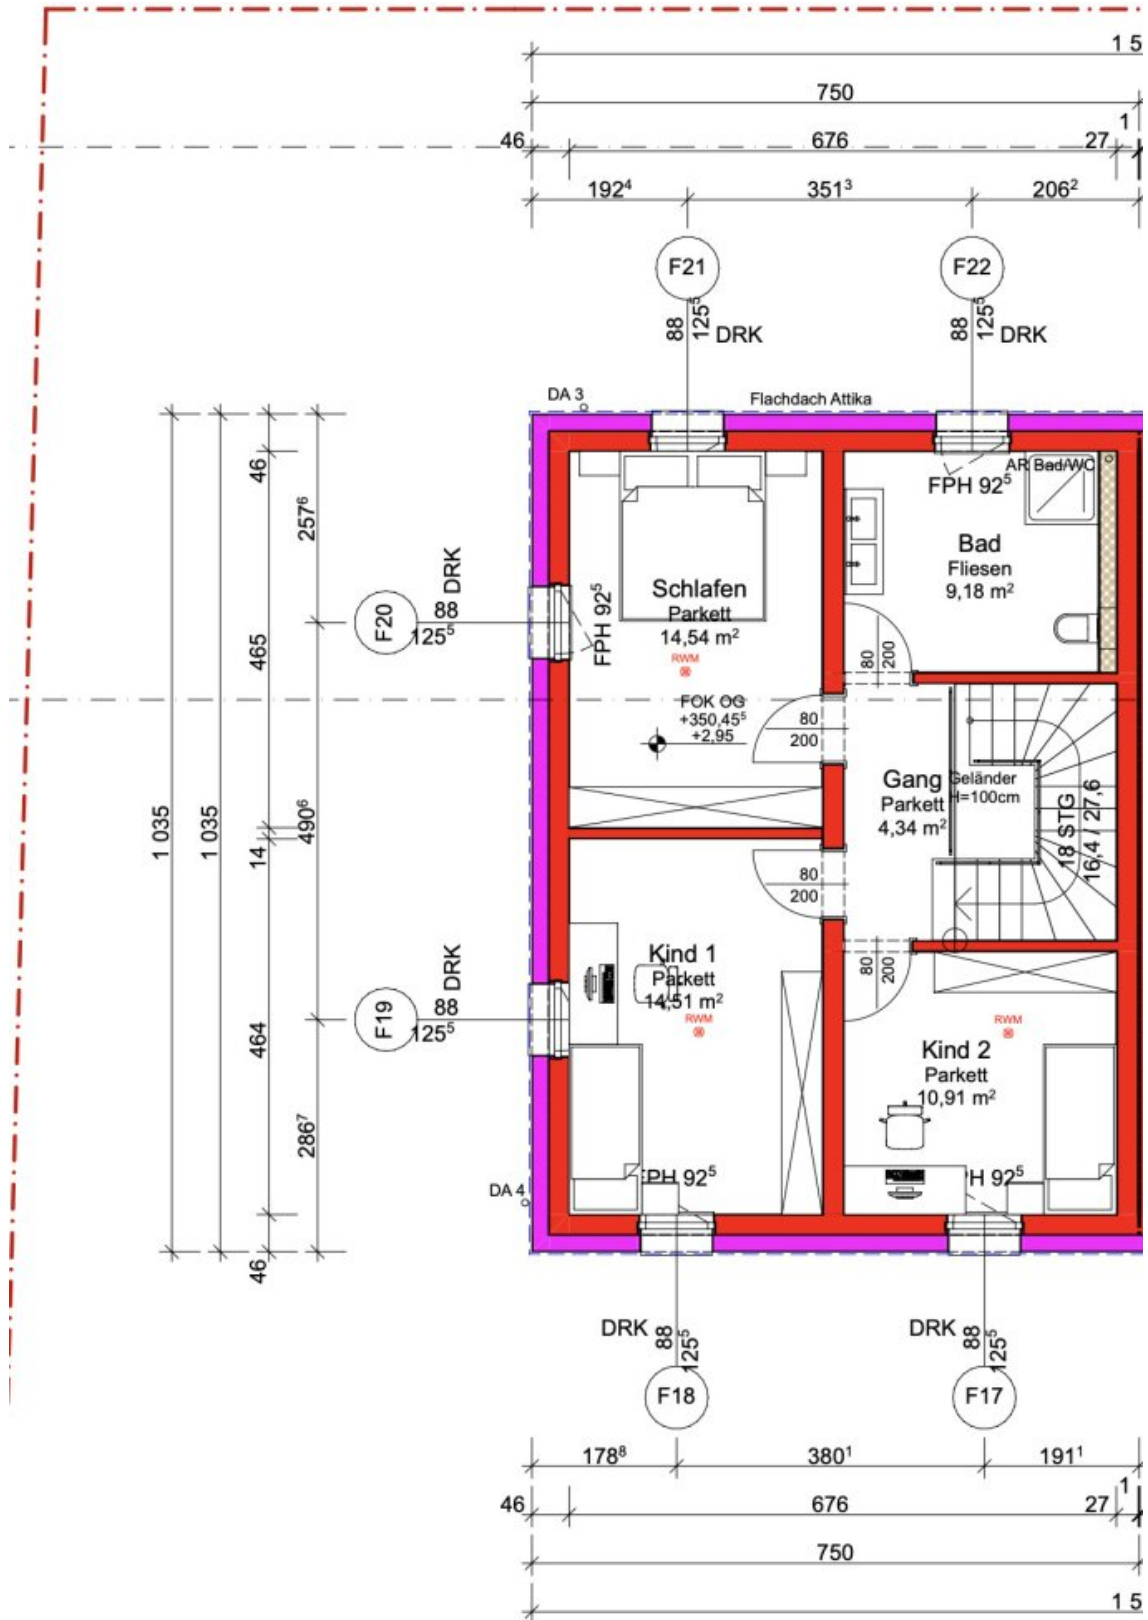 1 5
750
1
46 676 27
192⁴ 351³ 206²
F21 F22
88 125⁵ DRK
88 125⁵ DRK
DA 3
Flachdach Attika
AR Bad/WC
FPH 92⁵
Bad
Fliesen
9,18 m²
Schlafen
Parkett
14,54 m²
RWM
FPH 92⁵
FOK OG
+350,45⁵
+2,95
80
200
80
200
Gang
Parkett
4,34 m²
Geländer
H=100cm
18 STG
16,4 / 27,6
80
200
80
200
Kind 1
Parkett
14,51 m²
RWM
Kind 2
Parkett
10,91 m²
RWM
FPH 92⁵
PH 92⁵
DA 4
F20
88
125⁵
DRK
F19
88
125⁵
DRK
1 035
1 035
46
465
14
464
46
257⁶
490⁶
286⁷
DRK 88 125⁵
DRK 88 125⁵
F18 F17
178⁸ 380¹ 191¹
1
46 676 27
750
1 5